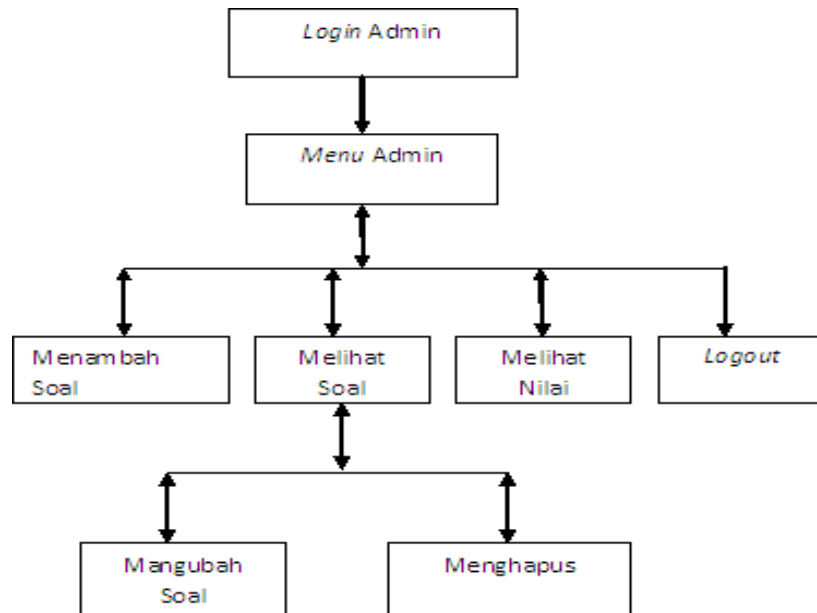 Login Admin
Menu Admin
Menambah
Soal
Melihat
Soal
Melihat
Nilai
Logout
Mangubah
Soal
Menghapus